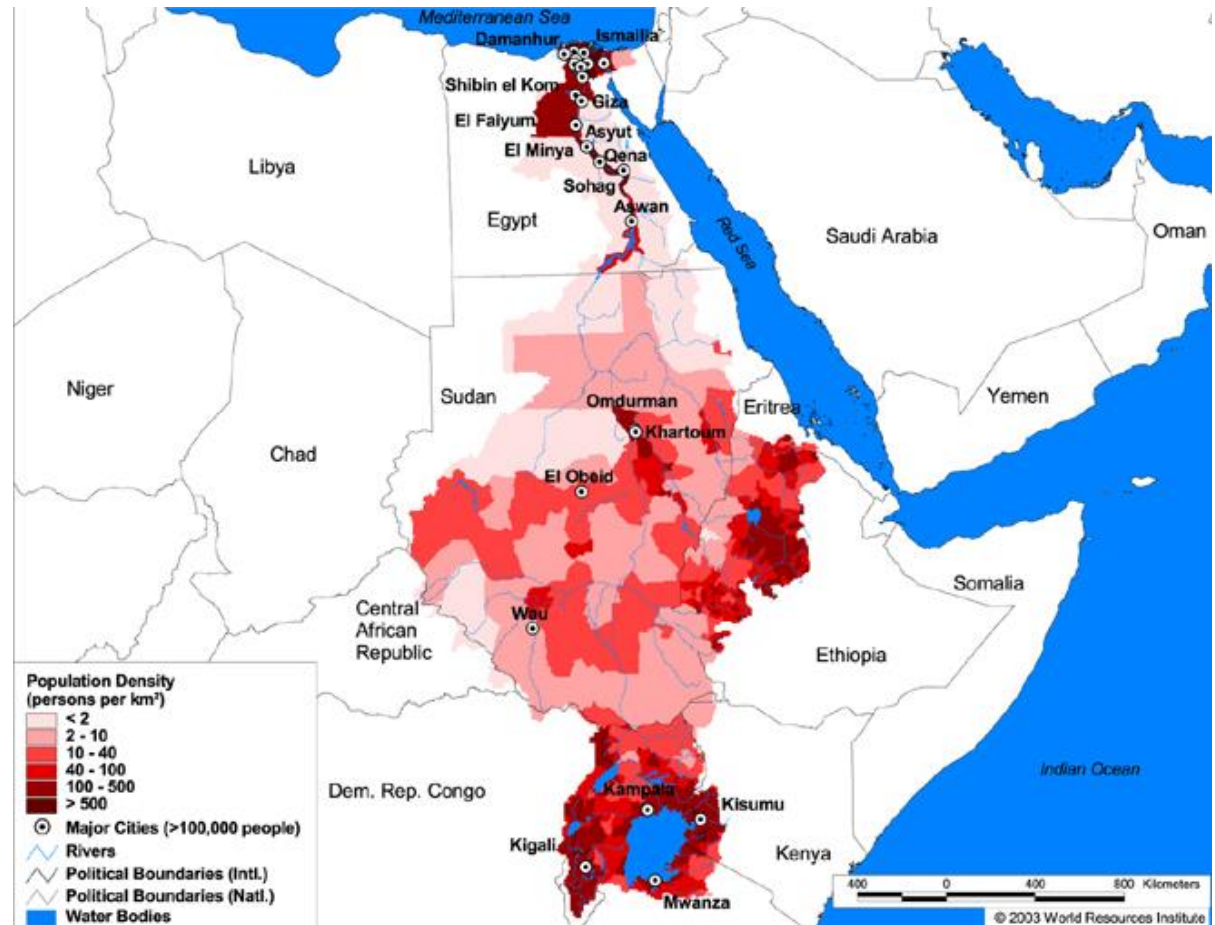 Mediterranean Sea
Damanhur
Ismailia
Shibin el Kom
Giza
El Faiyum
Asyut
El Minya
Qena
Sohag
Libya
Egypt
Aswan
Red Sea
Saudi Arabia
Oman
Niger
Chad
Sudan
Omdurman
Khartoum
Eritrea
Yemen
El Obeid
Central
African
Republic
Wau
Somalia
Ethiopia
Population Density
(persons per km²)
< 2
2 - 10
10 - 40
40 - 100
100 - 500
> 500
Major Cities (>100,000 people)
Rivers
Political Boundaries (Intl.)
Political Boundaries (Natl.)
Water Bodies
Dem. Rep. Congo
Kampala
Kisumu
Kigali
Kenya
Mwanza
Indian Ocean
400 0 400 800 Kilometers
© 2003 World Resources Institute